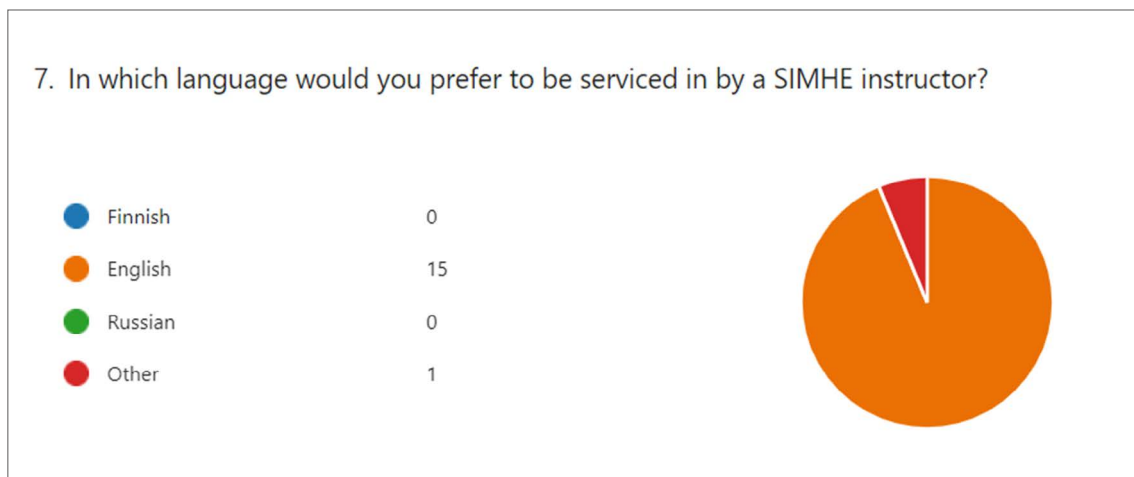 7. In which language would you prefer to be serviced in by a SIMHE instructor?
Finnish 0
English 15
Russian 0
Other 1